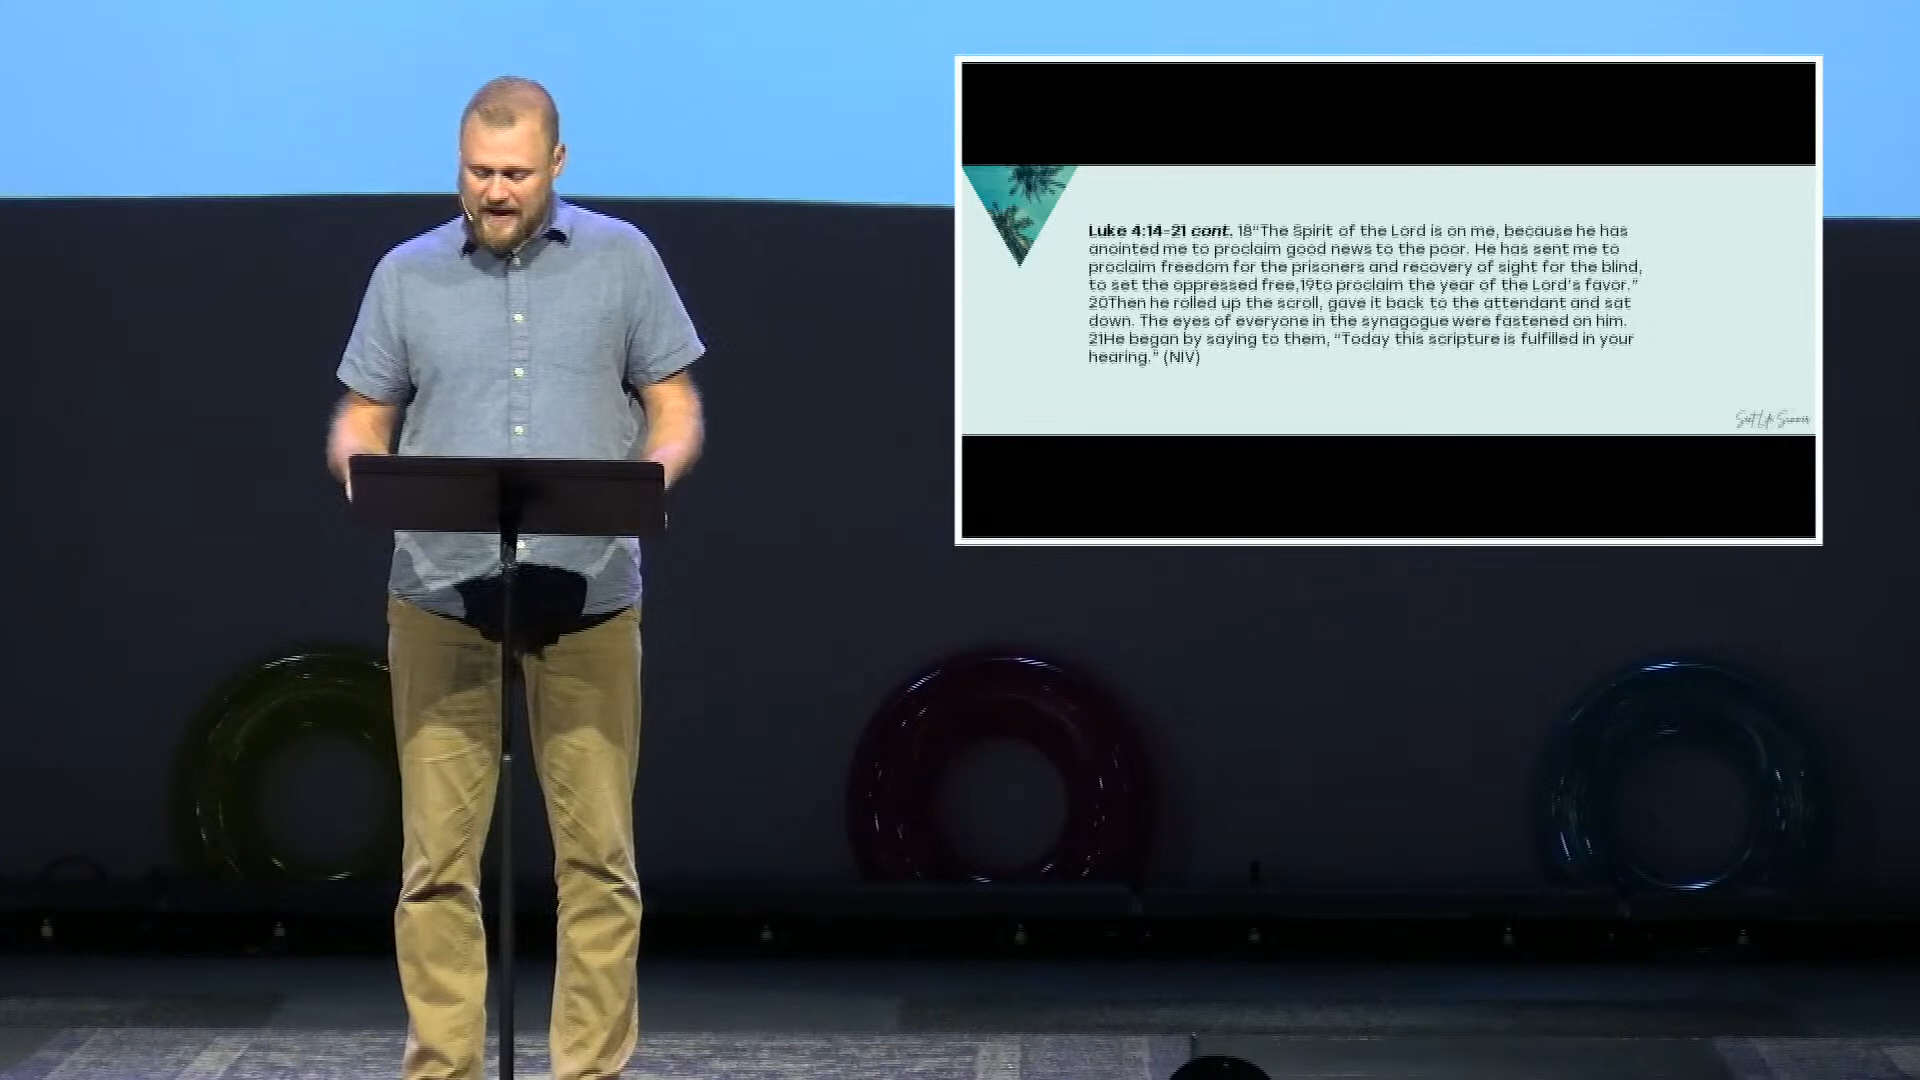 Luke 4:14-21 cont. 18"The Spirit of the Lord is on me, because he has
anointed me to proclaim good news to the poor. He has sent me to
proclaim freedom for the prisoners and recovery of sight for the blind,
to set the oppressed free,19to proclaim the year of the Lord's favor."
20Then he rolled up the scroll, gave it back to the attendant and sat
down. The eyes of everyone in the synagogue were fastened on him.
21He began by saying to them, "Today this scripture is fulfilled in your
hearing." (NIV)